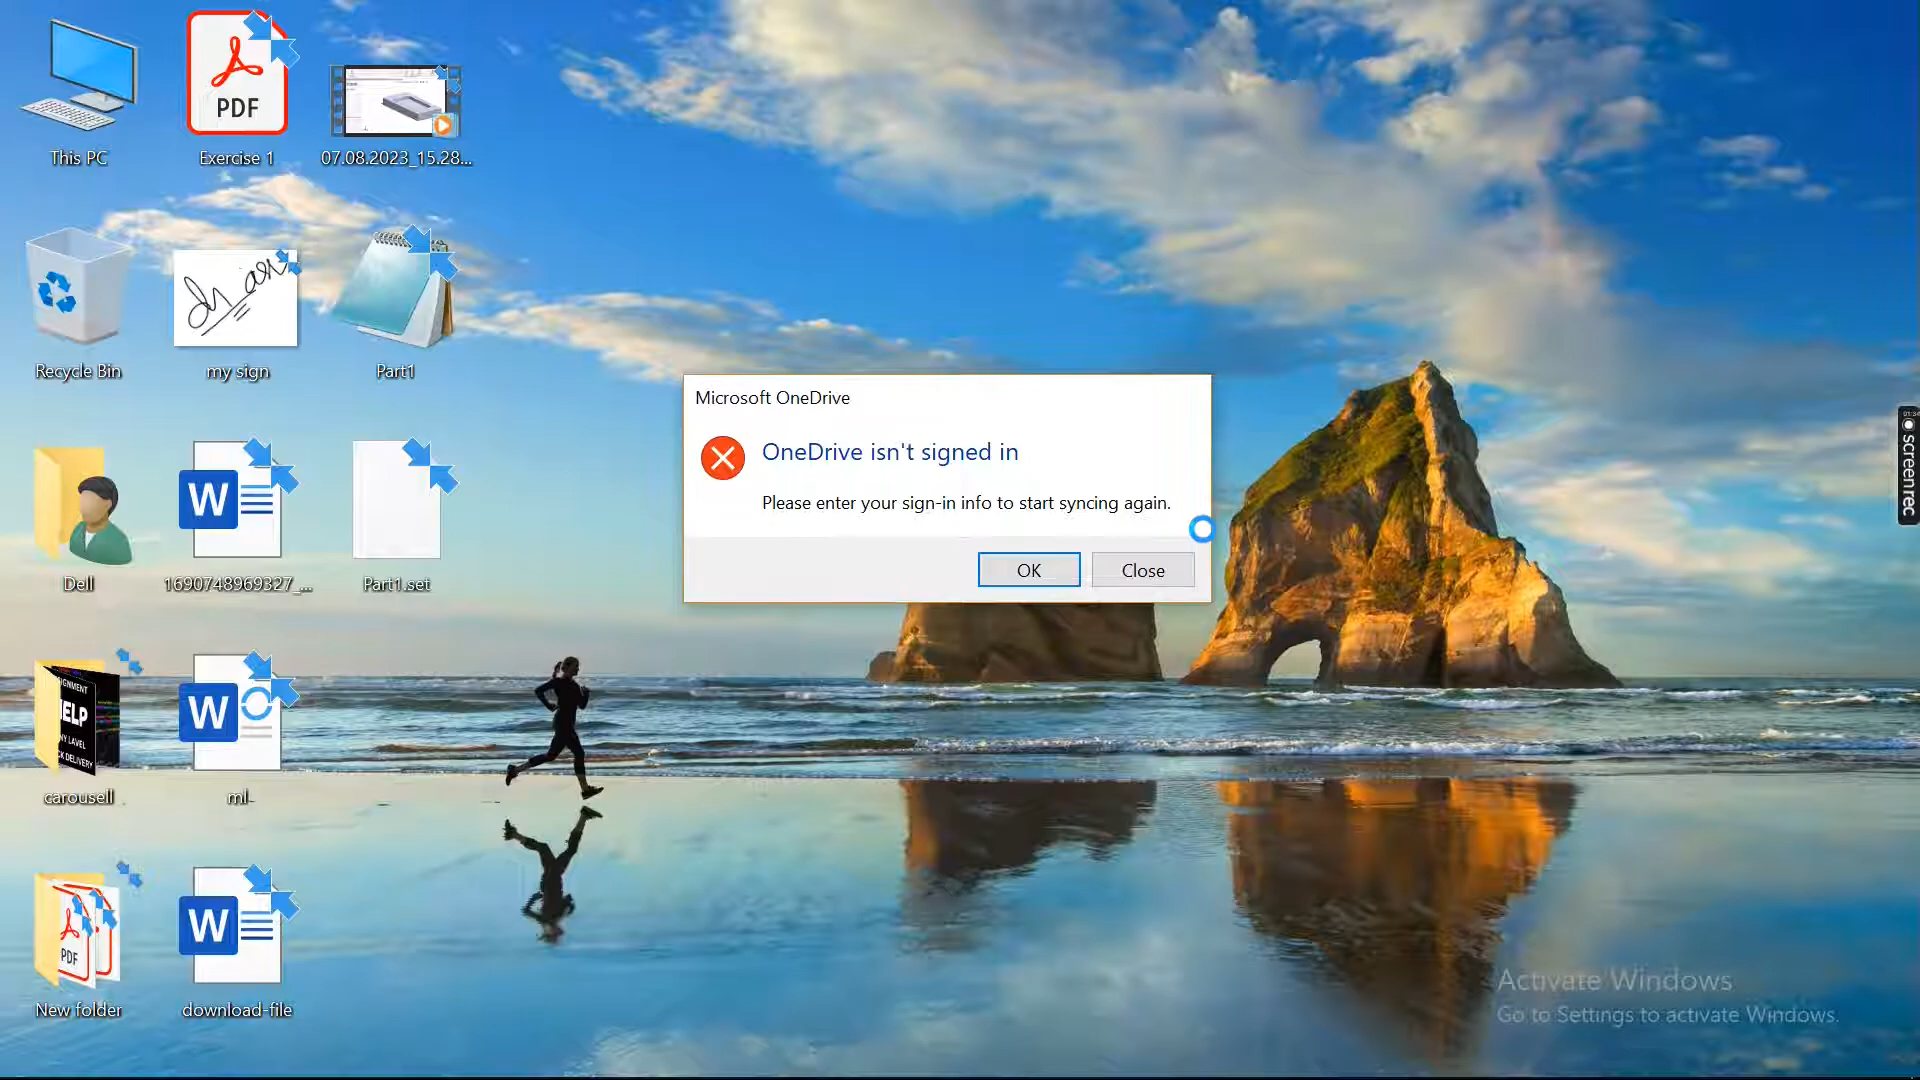 This PC
PDF
Exercise 1
07.08.2023_15.28...
Recycle Bin
my sign
Part1
Microsoft OneDrive
OneDrive isn't signed in
Please enter your sign-in info to start syncing again.
OK
Close
screenrec
W
Dell
1690748969327_...
Part1.set
HELP
carousell
W
ml-
PDF
New folder
W
download-file
Activate Windows
Go to Settings to activate Windows.